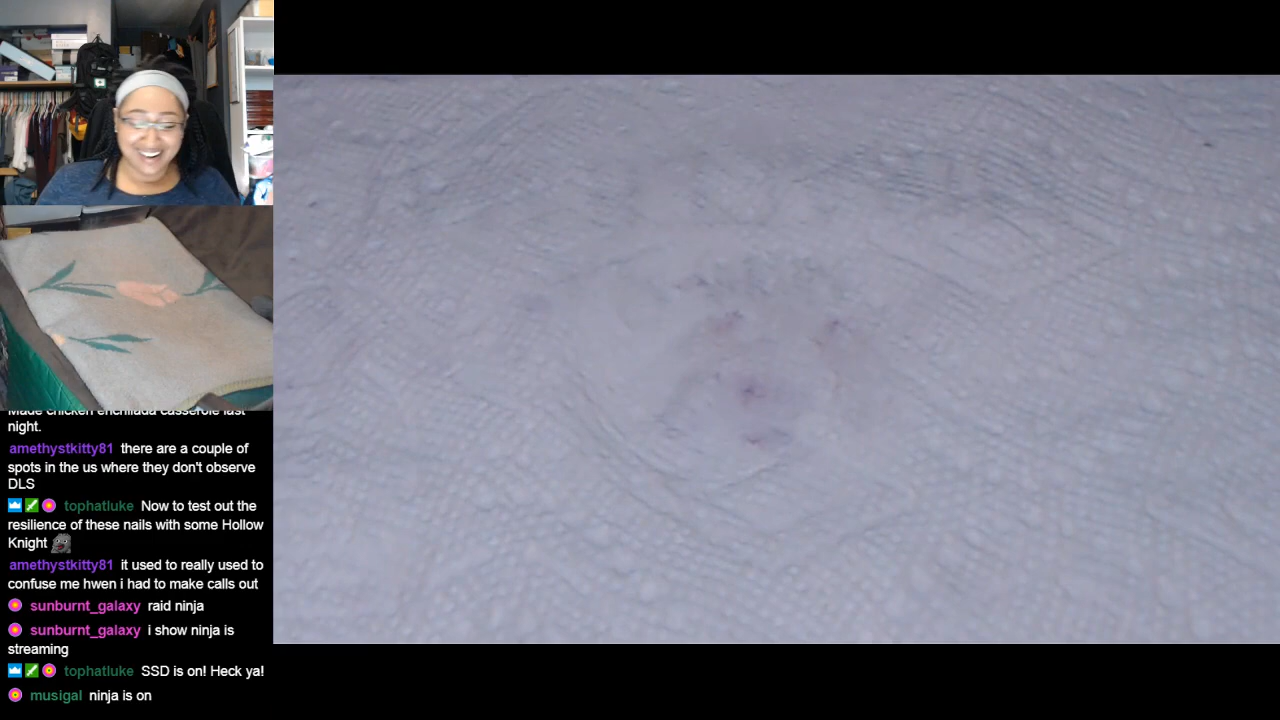 Made chicken enchilada casserole last
night.
amethystkitty81 there are a couple of
spots in the us where they don't observe
DLS
tophatluke Now to test out the
resilience of these nails with some Hollow
Knight
amethystkitty81 it used to really used to
confuse me hwen i had to make calls out
sunburnt_galaxy raid ninja
sunburnt_galaxy i show ninja is
streaming
tophatluke SSD is on! Heck ya!
musigal ninja is on